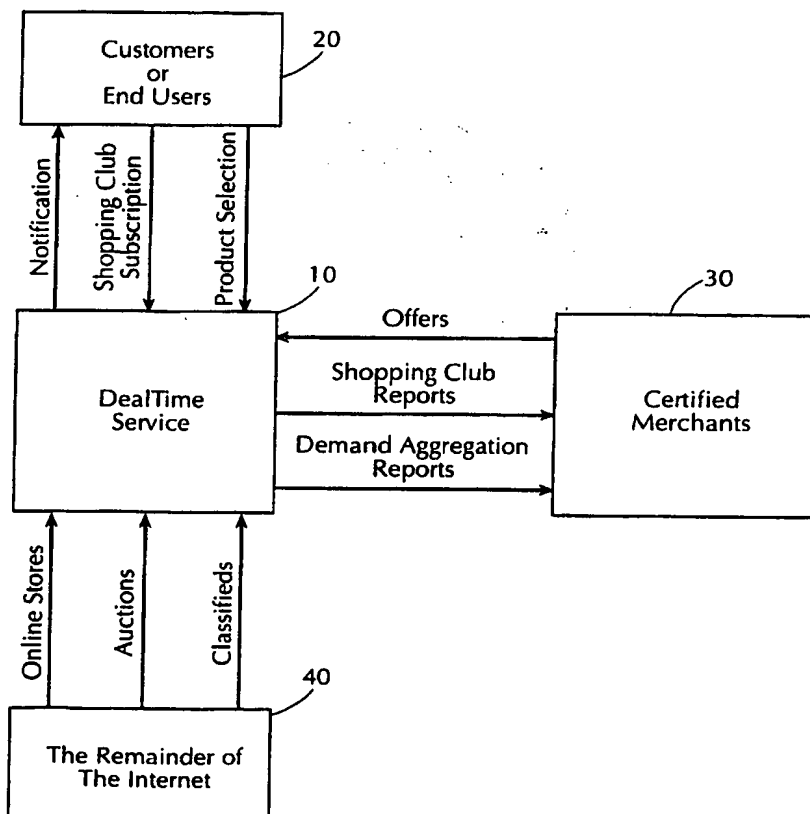 20
Customers
or
End Users
Notification
Shopping Club
Subscription
Product Selection
10
30
DealTime
Service
Offers
Shopping Club
Reports
Demand Aggregation
Reports
Certified
Merchants
Online Stores
Auctions
Classifieds
40
The Remainder of
The Internet